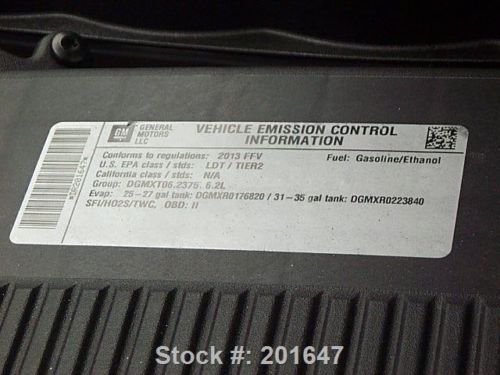 GM
GENERAL
MOTORS
LLC
VEHICLE EMISSION CONTROL
INFORMATION
Conforms to regulations: 2013 FFV
Fuel: Gasoline/Ethanol
U.S. EPA class / stds: LDT / TIER2
California class / stds: N/A
Group: DGMXT06.2375 6.2L
Evap: 25-27 gal tank: DGMXR0176820 / 31-35 gal tank: DGMXR0223840
SFI/HO2S/TWC, OBD: II
Stock #: 201647